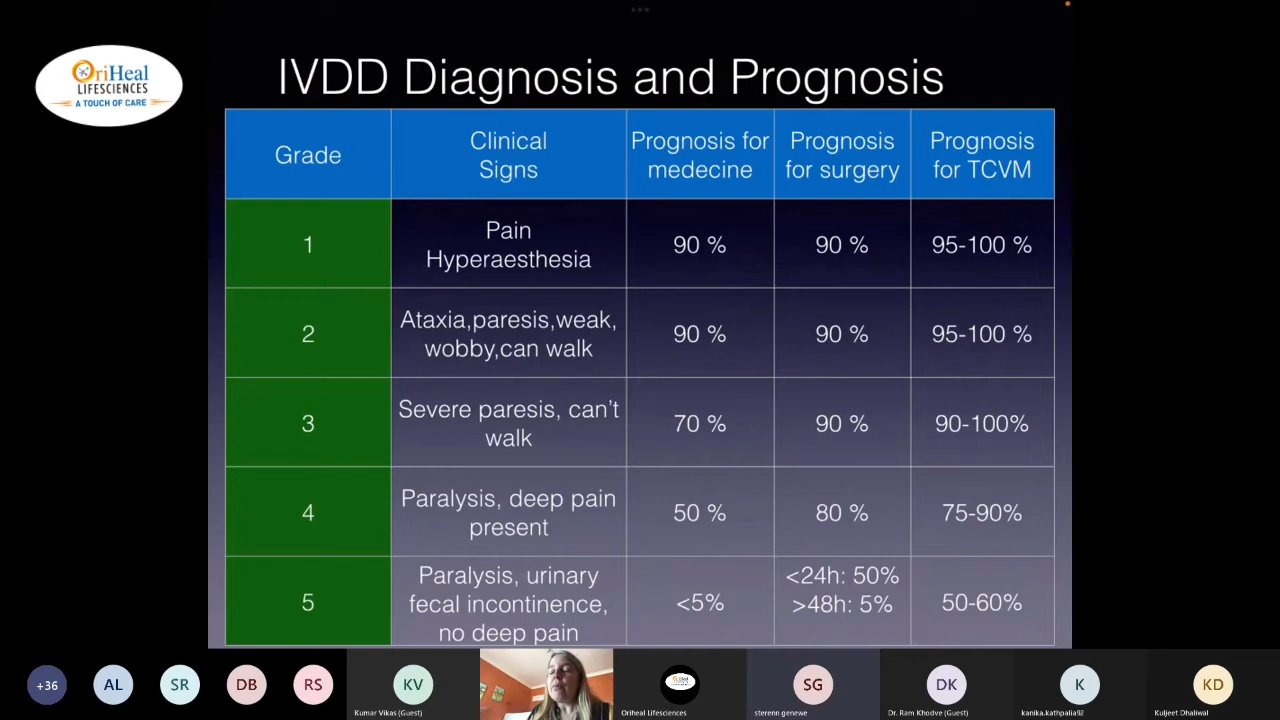 OriHeal
LIFESCIENCES
A TOUCH OF CARE
IVDD Diagnosis and Prognosis
Grade
Clinical
Signs
Prognosis for
medecine
Prognosis
for surgery
Prognosis
for TCVM
1
Pain
Hyperaesthesia
90 %
90 %
95-100 %
2
Ataxia,paresis,weak,
wobby,can walk
90 %
90 %
95-100 %
3
Severe paresis, can't
walk
70 %
90 %
90-100%
4
Paralysis, deep pain
present
50 %
80 %
75-90%
5
Paralysis, urinary
fecal incontinence,
no deep pain
<5%
<24h: 50%
>48h: 5%
50-60%
+36
AL
SR
DB
RS
KV
Kumar Vikas (Guest)
Oriheal Lifesciences
SG
sterenn genewe
DK
Dr. Ram Khodve (Guest)
K
kanika.kathpalia92
KD
Kuljeet Dhaliwal